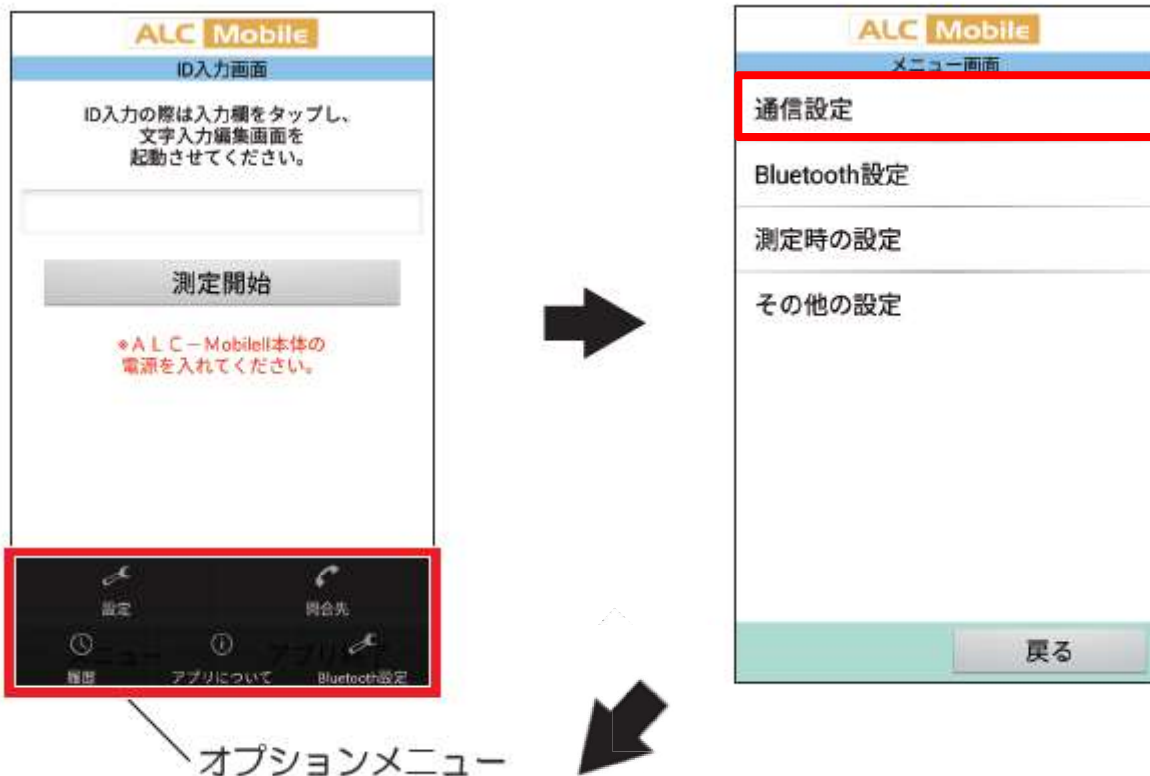 ALC Mobile
ID入力画面
ID入力の際は入力欄をタップし、
文字入力編集画面を
起動させてください。
測定開始
※ＡＬＣ－MobileII本体の
電源を入れてください。
設定
問合先
履歴
アプリについて
Bluetooth設定
オプションメニュー
ALC Mobile
メニュー画面
通信設定
Bluetooth設定
測定時の設定
その他の設定
戻る